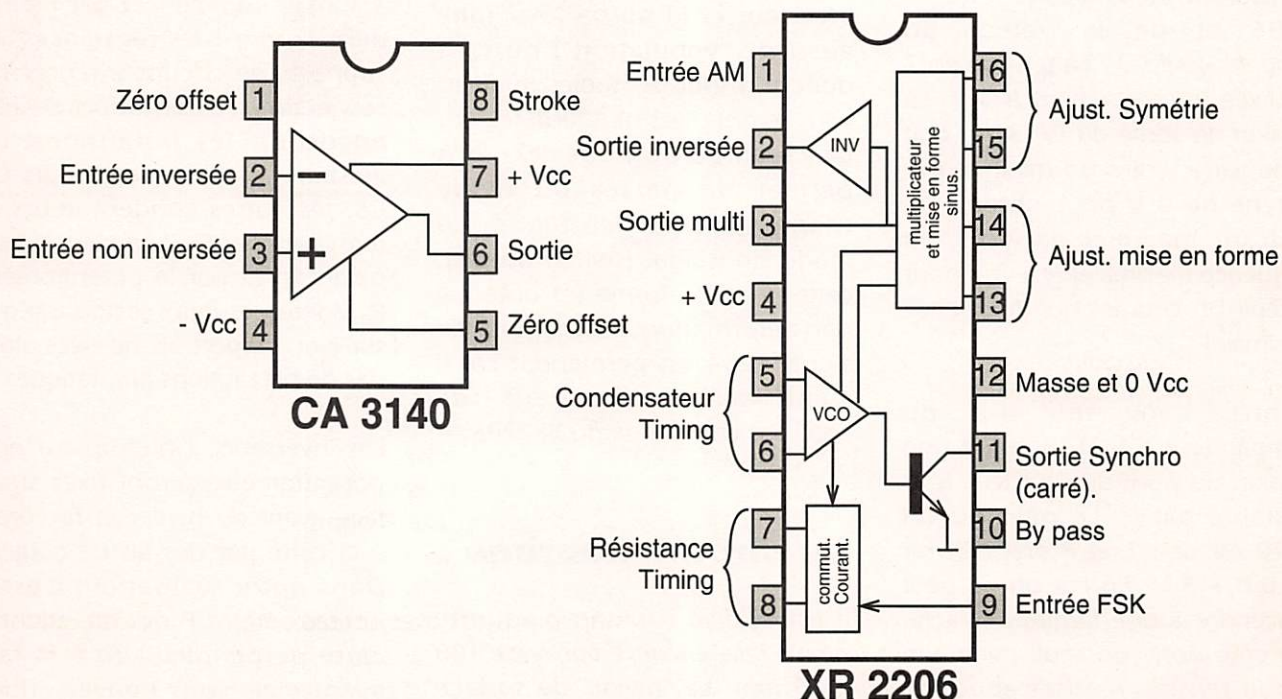 Zéro offset 1
8 Stroke
Entrée inversée 2
−
7 + Vcc
Entrée non inversée 3
+
6 Sortie
- Vcc 4
5 Zéro offset
CA 3140
Entrée AM 1
16
Ajust. Symétrie
Sortie inversée 2
INV
15
multiplicateur
et mise en forme
sinus.
Sortie multi 3
14
Ajust. mise en forme
+ Vcc 4
13
Condensateur
Timing
5
VCO
12 Masse et 0 Vcc
6
11 Sortie Synchro
(carré).
10 By pass
Résistance
Timing
7
commut.
Courant.
8
9 Entrée FSK
XR 2206